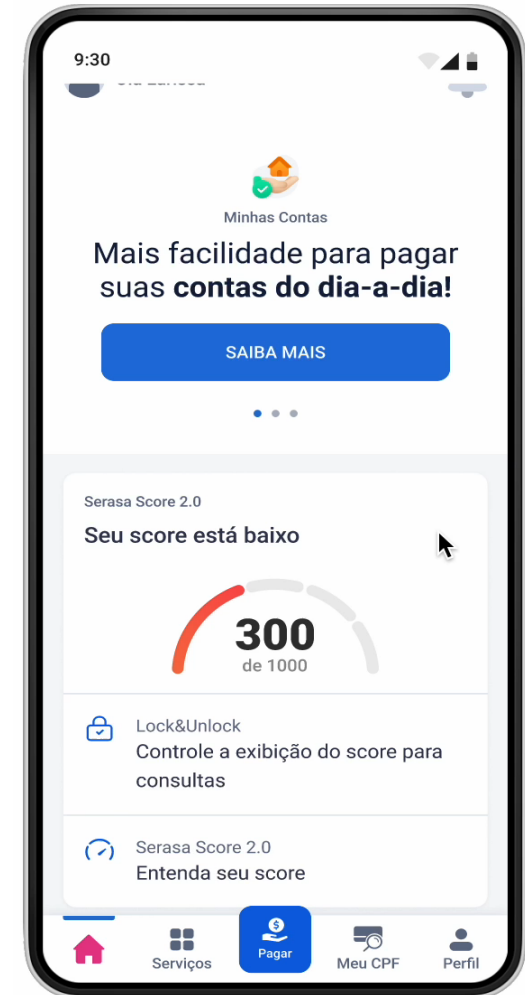 9:30
Minhas Contas
Mais facilidade para pagar
suas contas do dia-a-dia!
SAIBA MAIS
Serasa Score 2.0
Seu score está baixo
300
de 1000
Lock&Unlock
Controle a exibição do score para
consultas
Serasa Score 2.0
Entenda seu score
Serviços
Pagar
Meu CPF
Perfil